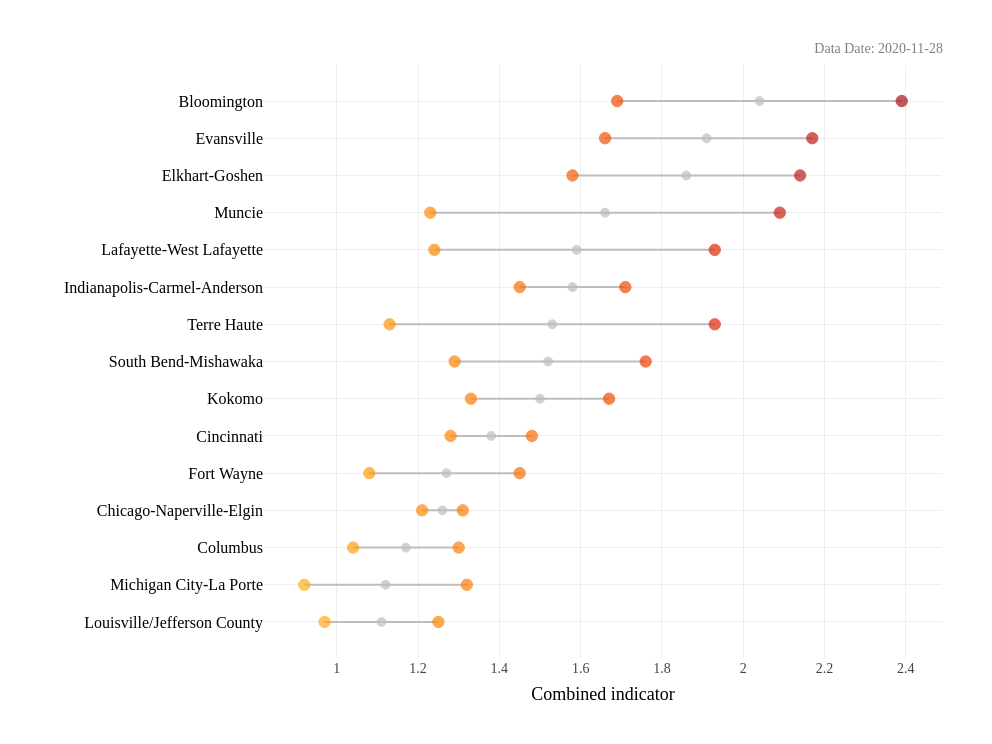 Data Date: 2020-11-28
Bloomington
Evansville
Elkhart-Goshen
Muncie
Lafayette-West Lafayette
Indianapolis-Carmel-Anderson
Terre Haute
South Bend-Mishawaka
Kokomo
Cincinnati
Fort Wayne
Chicago-Naperville-Elgin
Columbus
Michigan City-La Porte
Louisville/Jefferson County
1 1.2 1.4 1.6 1.8 2 2.2 2.4
Combined indicator